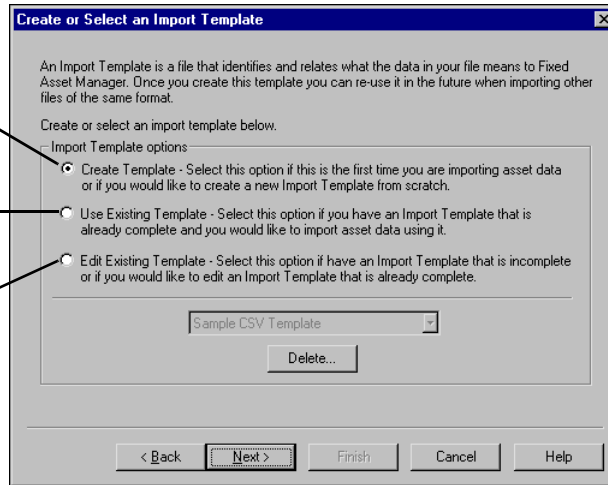 Create or Select an Import Template
An Import Template is a file that identifies and relates what the data in your file means to Fixed
Asset Manager. Once you create this template you can re-use it in the future when importing other
files of the same format.
Create or select an import template below.
Import Template options
Create Template - Select this option if this is the first time you are importing asset data
or if you would like to create a new Import Template from scratch.
Use Existing Template - Select this option if you have an Import Template that is
already complete and you would like to import asset data using it.
Edit Existing Template - Select this option if have an Import Template that is incomplete
or if you would like to edit an Import Template that is already complete.
Sample CSV Template
Delete...
< Back Next > Finish Cancel Help